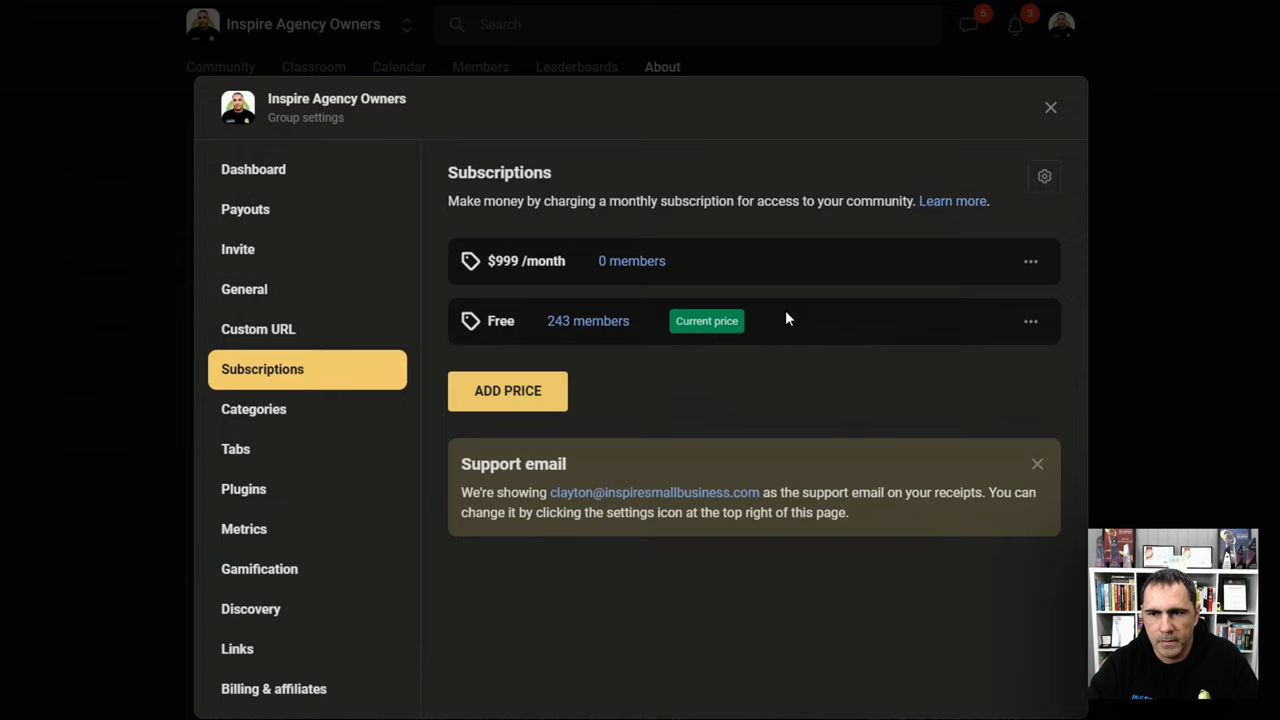 Inspire Agency Owners
Search
6
3
Community Classroom Calendar Members Leaderboards About
Inspire Agency Owners
Group settings
Dashboard
Payouts
Invite
General
Custom URL
Subscriptions
Categories
Tabs
Plugins
Metrics
Gamification
Discovery
Links
Billing & affiliates
Subscriptions
Make money by charging a monthly subscription for access to your community. Learn more.
$999 /month 0 members
Free 243 members Current price
ADD PRICE
Support email
We're showing clayton@inspiresmallbusiness.com as the support email on your receipts. You can
change it by clicking the settings icon at the top right of this page.